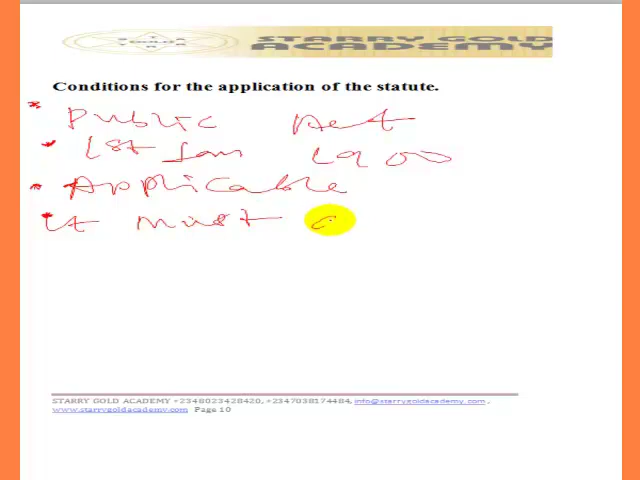 STARRY GOLD
ACADEMY
Conditions for the application of the statute.
Public Act
1st Jan 1900
Applicable
It must
STARRY GOLD ACADEMY +2348023428420, +2347038174484, info@starrygoldacademy.com ,
www.starrygoldacademy.com Page 10